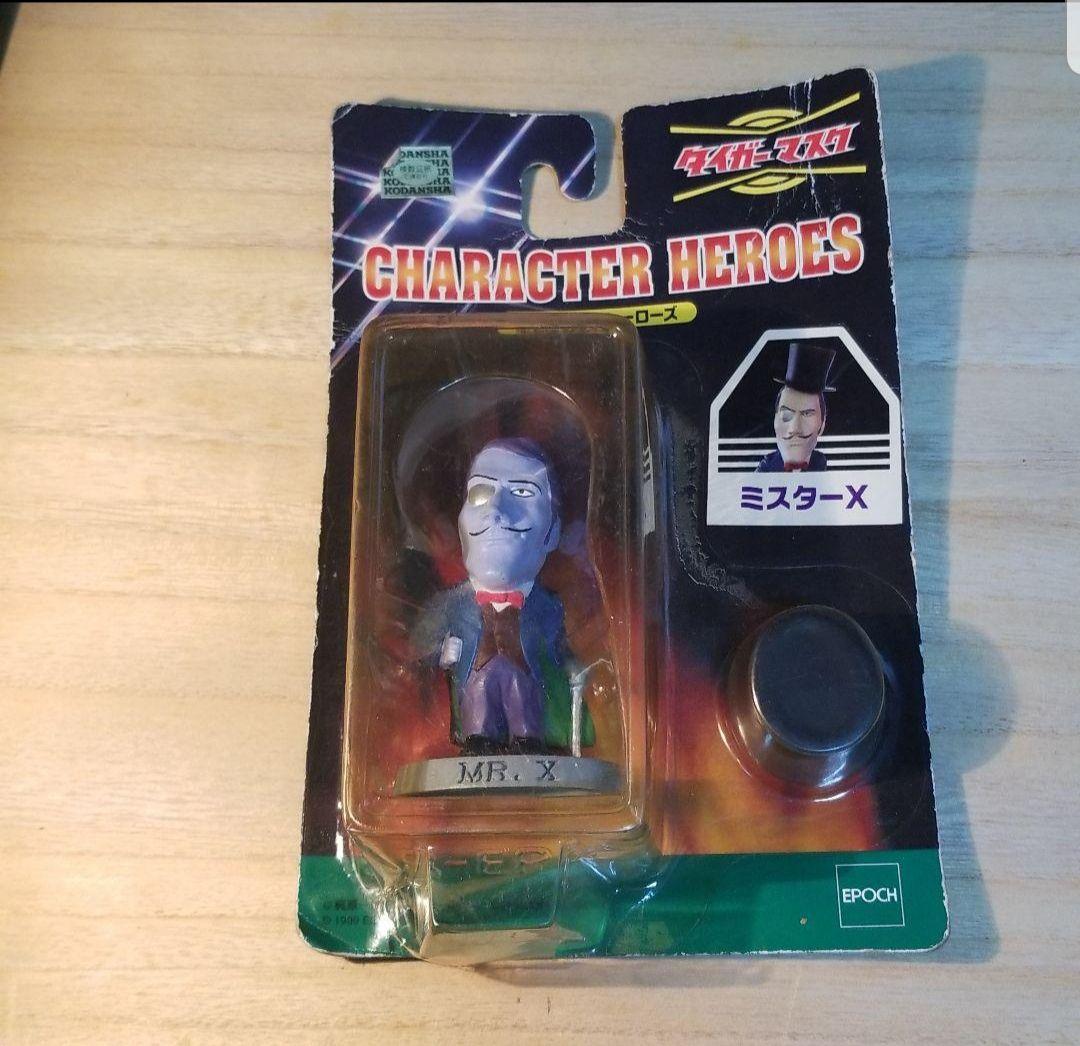 KODANSHA
タイガーマスク
CHARACTER HEROES
ーローズ
ミスターX
MR. X
EPOCH